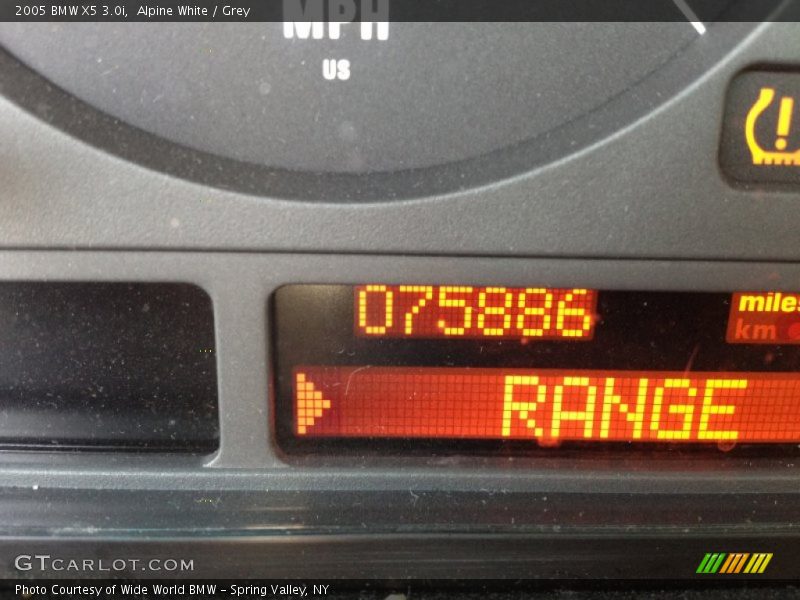 2005 BMW X5 3.0i,  Alpine White / Grey
MPH
US
!
075886
miles
km
RANGE
GTCARLOT.COM
Photo Courtesy of Wide World BMW - Spring Valley, NY